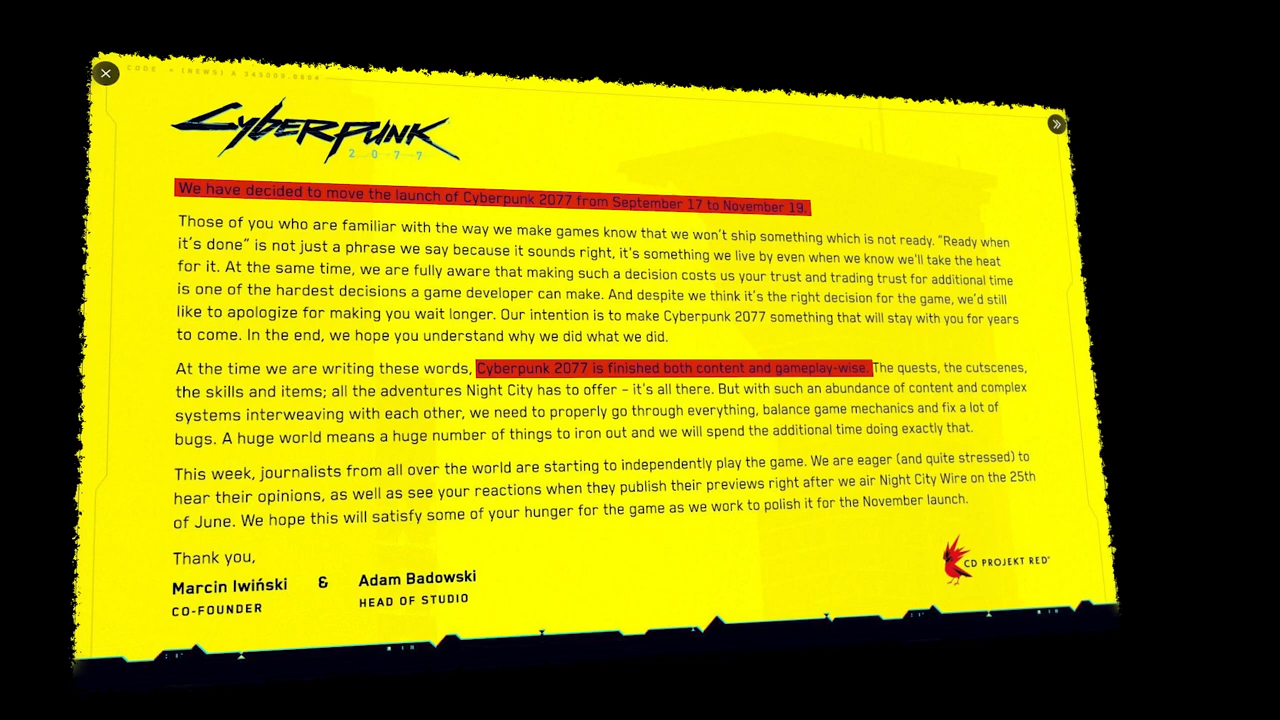 CODE
CYBERPUNK
2077
We have decided to move the launch of Cyberpunk 2077 from September 17 to November 19.
Those of you who are familiar with the way we make games know that we won't ship something which is not ready. "Ready when
it's done" is not just a phrase we say because it sounds right, it's something we live by even when we know we'll take the heat
for it. At the same time, we are fully aware that making such a decision costs us your trust and trading trust for additional time
is one of the hardest decisions a game developer can make. And despite we think it's the right decision for the game, we'd still
like to apologize for making you wait longer. Our intention is to make Cyberpunk 2077 something that will stay with you for years
to come. In the end, we hope you understand why we did what we did.
At the time we are writing these words, Cyberpunk 2077 is finished both content and gameplay-wise. The quests, the cutscenes,
the skills and items; all the adventures Night City has to offer – it's all there. But with such an abundance of content and complex
systems interweaving with each other, we need to properly go through everything, balance game mechanics and fix a lot of
bugs. A huge world means a huge number of things to iron out and we will spend the additional time doing exactly that.
This week, journalists from all over the world are starting to independently play the game. We are eager (and quite stressed) to
hear their opinions, as well as see your reactions when they publish their previews right after we air Night City Wire on the 25th
of June. We hope this will satisfy some of your hunger for the game as we work to polish it for the November launch.
Thank you,
Marcin Iwiński & Adam Badowski
CO-FOUNDER HEAD OF STUDIO
CD PROJEKT RED